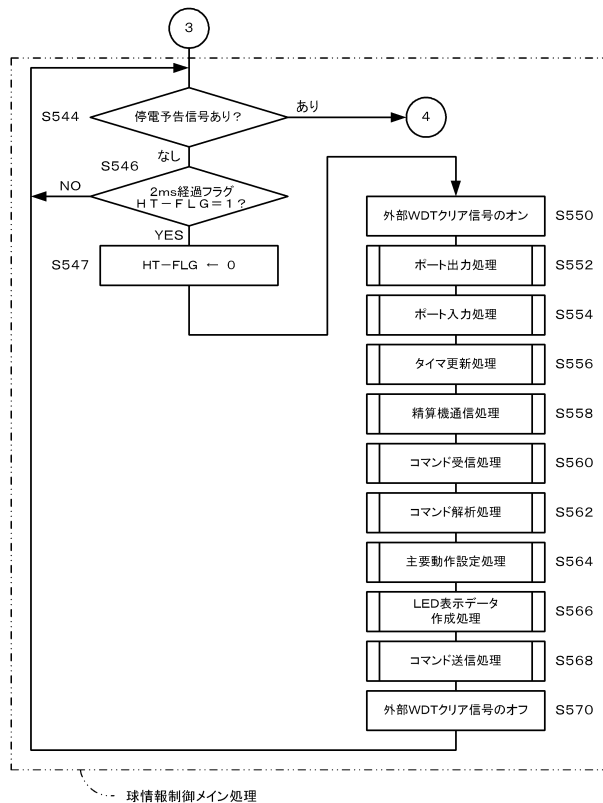 3
S544
停電予告信号あり？
あり
4
なし
S546
NO
2ms経過フラグ
HT－FLG＝1？
YES
S547
HT－FLG ← 0
外部WDTクリア信号のオン
S550
ポート出力処理
S552
ポート入力処理
S554
タイマ更新処理
S556
精算機通信処理
S558
コマンド受信処理
S560
コマンド解析処理
S562
主要動作設定処理
S564
LED表示データ
作成処理
S566
コマンド送信処理
S568
外部WDTクリア信号のオフ
S570
球情報制御メイン処理